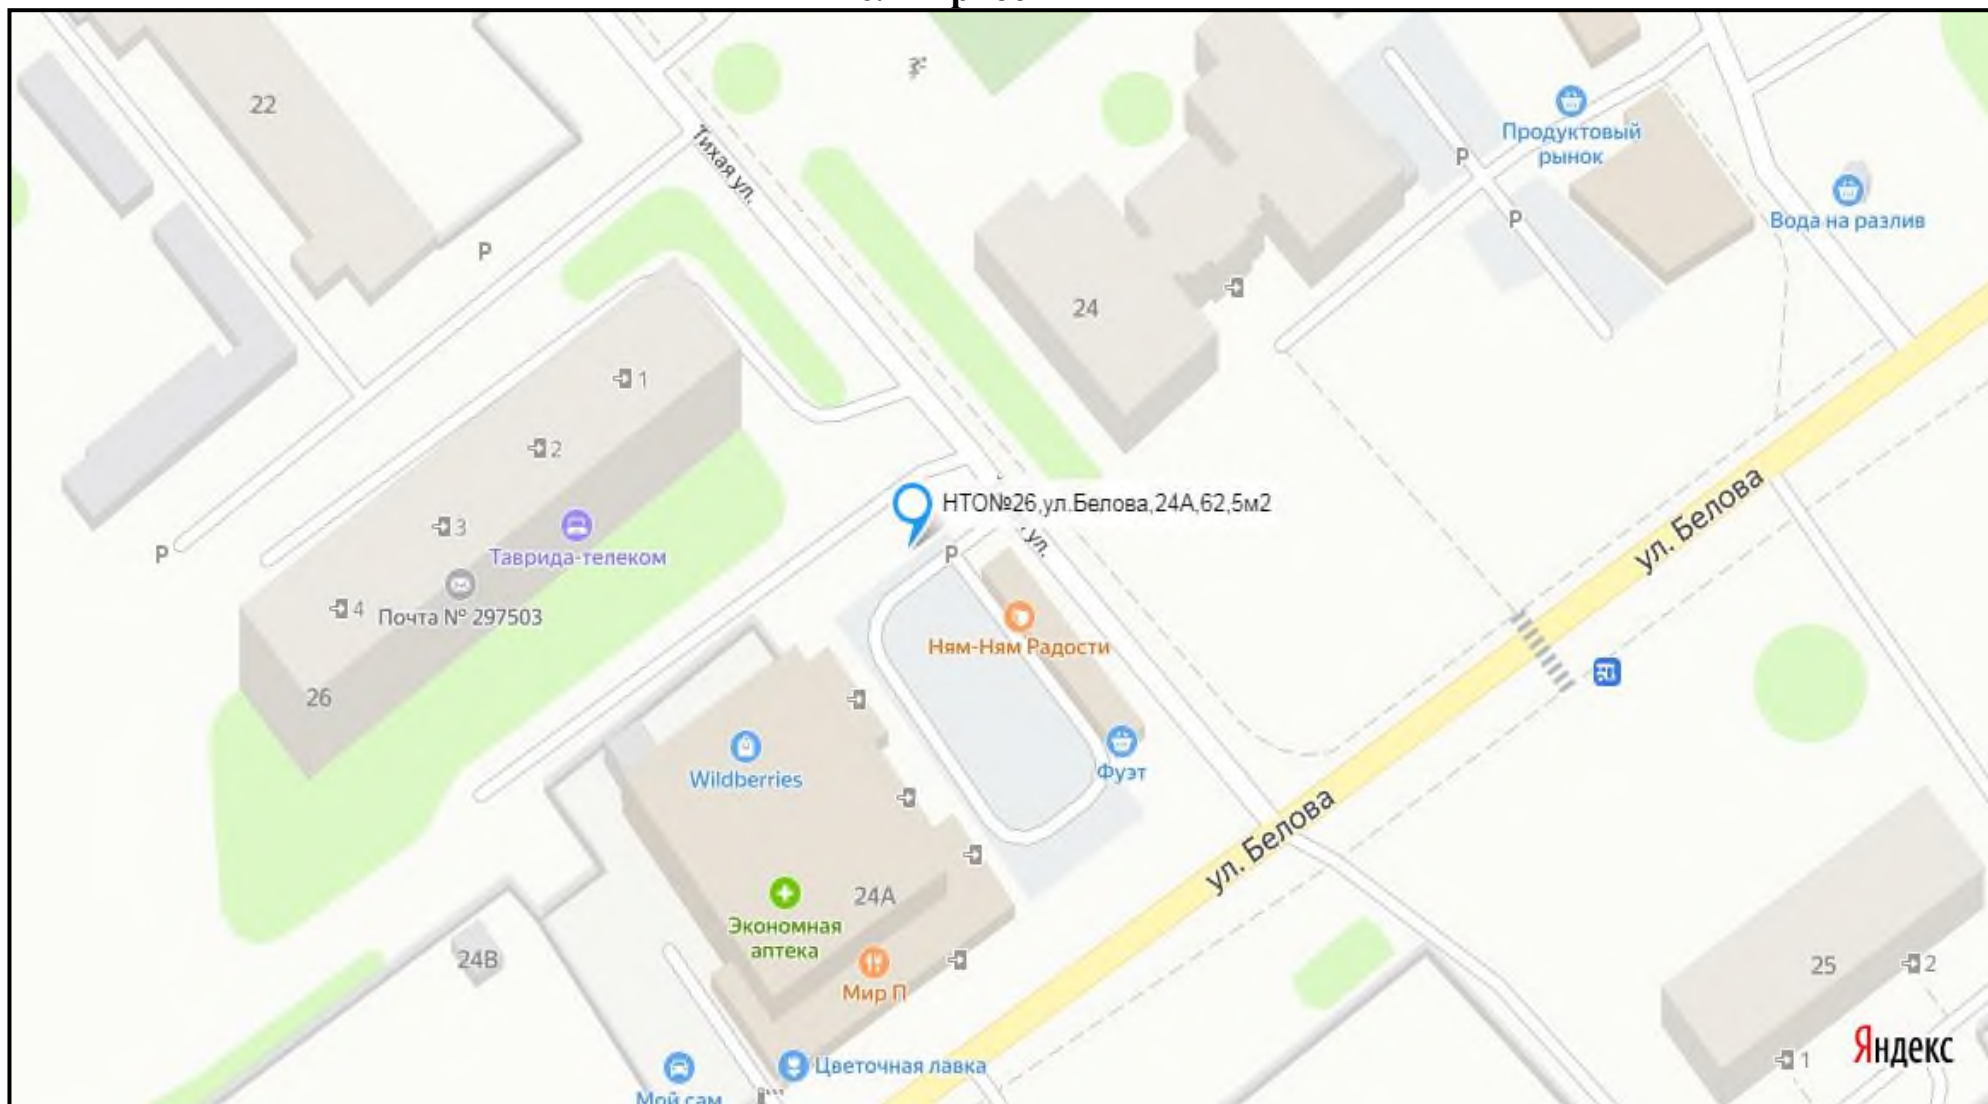 22
Тихая ул.
Продуктовый
рынок
P
Вода на разлив
P
P
24
1
2
НТО№26,ул.Белова,24А,62,5м2
ул. Белова
3
Таврида-телеком
P
P
ул.
4
Почта № 297503
Ням-Ням Радости
26
Wildberries
Фуэт
ул. Белова
24А
Экономная
аптека
24В
25
2
Мир П
Яндекс
1
Цветочная лавка
Мой сам